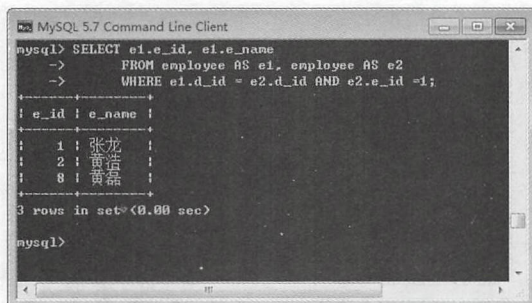 MySQL 5.7 Command Line Client
mysql> SELECT e1.e_id, e1.e_name
    ->        FROM employee AS e1, employee AS e2
    ->        WHERE e1.d_id = e2.d_id AND e2.e_id =1;
+------+--------+
| e_id | e_name |
+------+--------+
|    1 | 张龙   |
|    2 | 黄浩   |
|    8 | 黄磊   |
+------+--------+
3 rows in set (0.00 sec)
mysql>